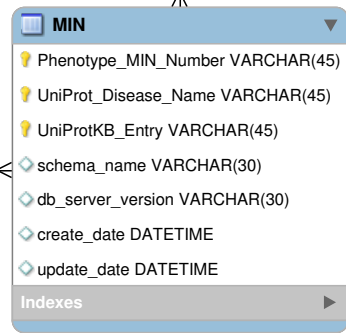 MIN
Phenotype_MIN_Number VARCHAR(45)
UniProt_Disease_Name VARCHAR(45)
UniProtKB_Entry VARCHAR(45)
schema_name VARCHAR(30)
db_server_version VARCHAR(30)
create_date DATETIME
update_date DATETIME
Indexes